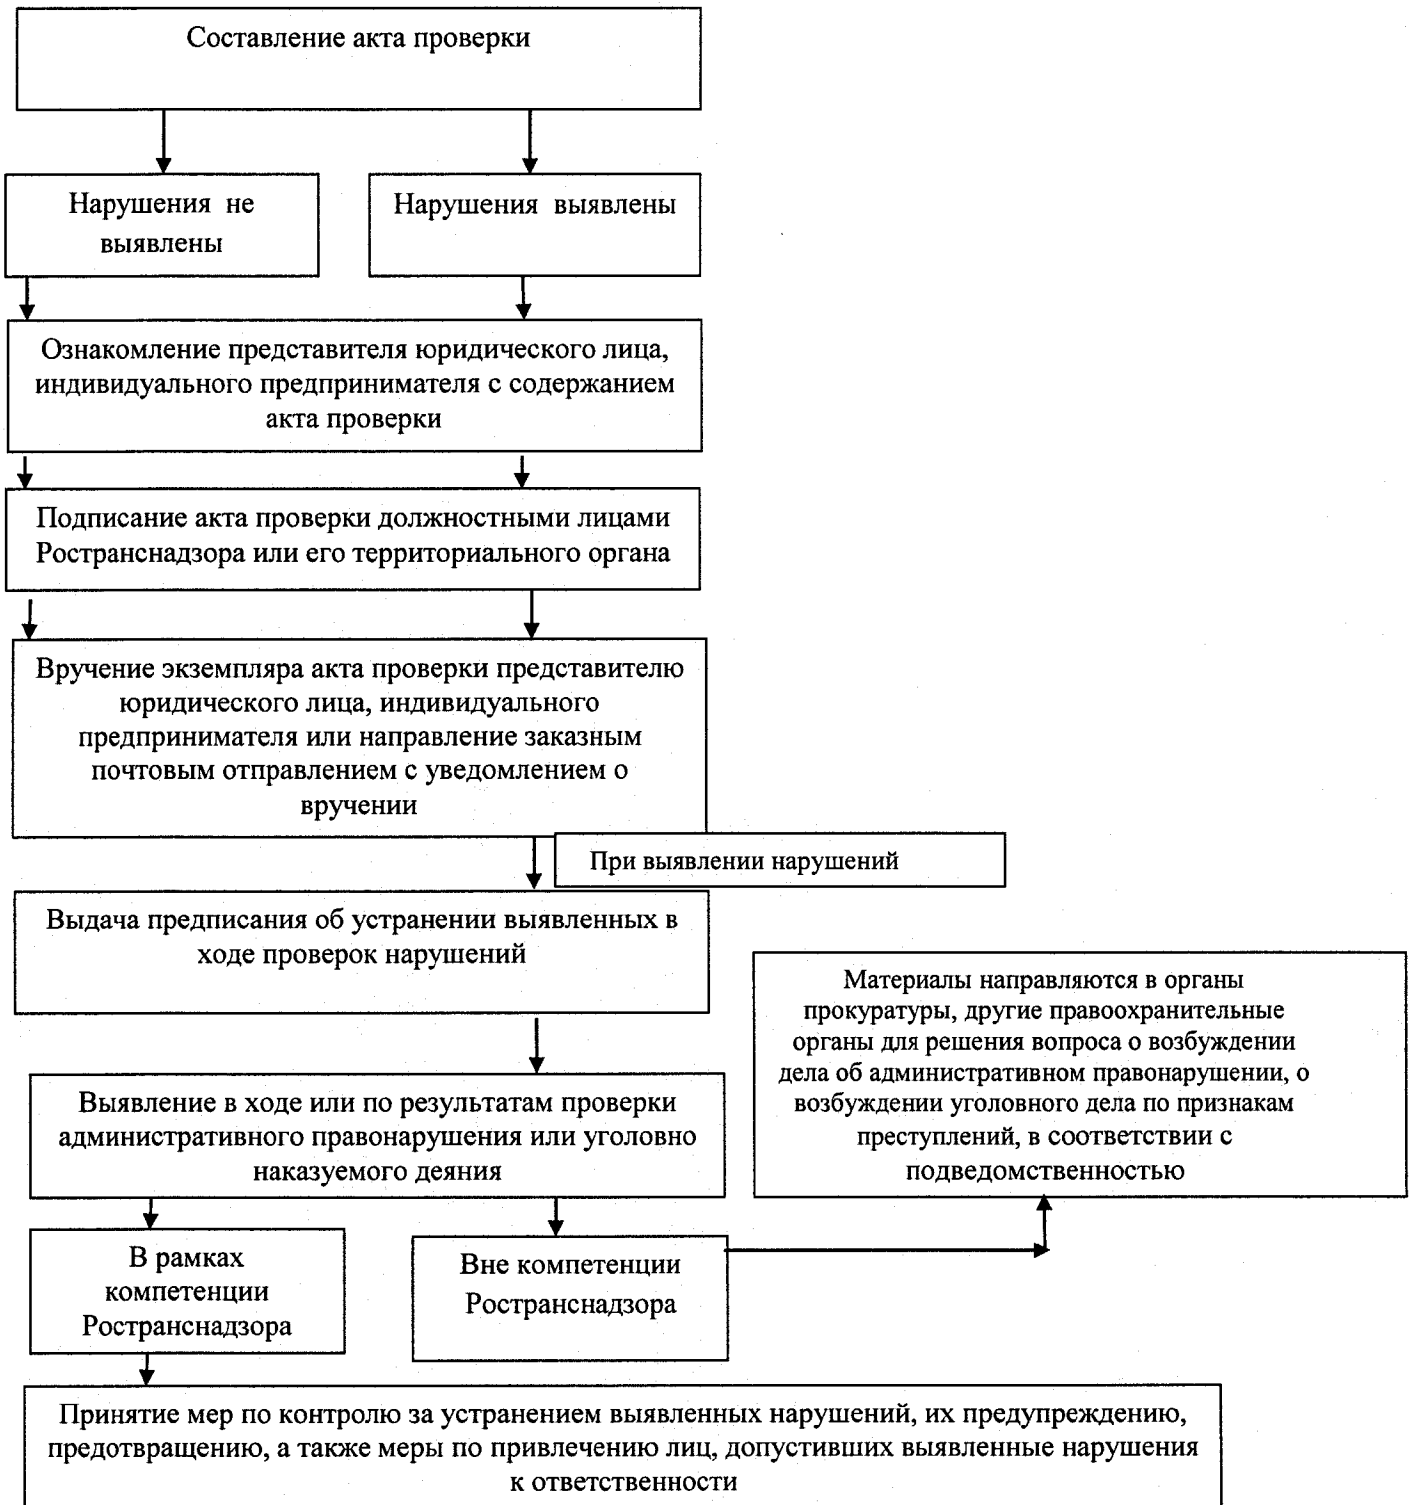 Составление акта проверки
Нарушения не
выявлены
Нарушения выявлены
Ознакомление представителя юридического лица,
индивидуального предпринимателя с содержанием
акта проверки
Подписание акта проверки должностными лицами
Ространснадзора или его территориального органа
Вручение экземпляра акта проверки представителю
юридического лица, индивидуального
предпринимателя или направление заказным
почтовым отправлением с уведомлением о
вручении
При выявлении нарушений
Выдача предписания об устранении выявленных в
ходе проверок нарушений
Материалы направляются в органы
прокуратуры, другие правоохранительные
органы для решения вопроса о возбуждении
дела об административном правонарушении, о
возбуждении уголовного дела по признакам
преступлений, в соответствии с
подведомственностью
Выявление в ходе или по результатам проверки
административного правонарушения или уголовно
наказуемого деяния
В рамках
компетенции
Ространснадзора
Вне компетенции
Ространснадзора
Принятие мер по контролю за устранением выявленных нарушений, их предупреждению,
предотвращению, а также меры по привлечению лиц, допустивших выявленные нарушения
к ответственности